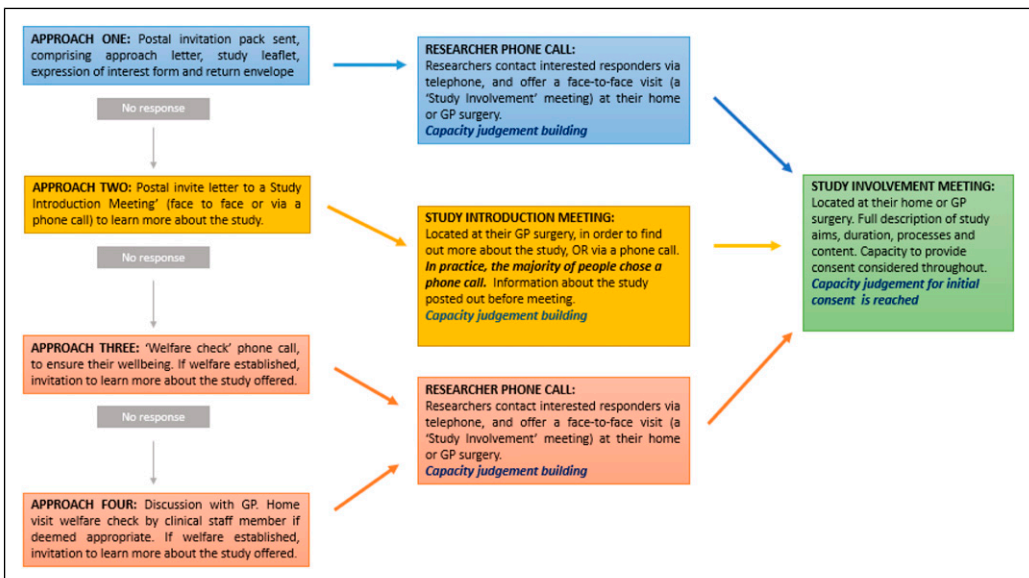 APPROACH ONE: Postal invitation pack sent,
comprising approach letter, study leaflet,
expression of interest form and return envelope
No response
APPROACH TWO: Postal invite letter to a Study
Introduction Meeting’ (face to face or via a
phone call) to learn more about the study.
No response
APPROACH THREE: ‘Welfare check’ phone call,
to ensure their wellbeing. If welfare established,
invitation to learn more about the study offered.
No response
APPROACH FOUR: Discussion with GP. Home
visit welfare check by clinical staff member if
deemed appropriate. If welfare established,
invitation to learn more about the study offered.
RESEARCHER PHONE CALL:
Researchers contact interested responders via
telephone, and offer a face-to-face visit (a
‘Study Involvement’ meeting) at their home
or GP surgery.
Capacity judgement building
STUDY INTRODUCTION MEETING:
Located at their GP surgery, in order to find
out more about the study, OR via a phone call.
In practice, the majority of people chose a
phone call. Information about the study
posted out before meeting.
Capacity judgement building
RESEARCHER PHONE CALL:
Researchers contact interested responders via
telephone, and offer a face-to-face visit (a
‘Study Involvement’ meeting) at their home
or GP surgery.
Capacity judgement building
STUDY INVOLVEMENT MEETING:
Located at their home or GP
surgery. Full description of study
aims, duration, processes and
content. Capacity to provide
consent considered throughout.
Capacity judgement for initial
consent is reached